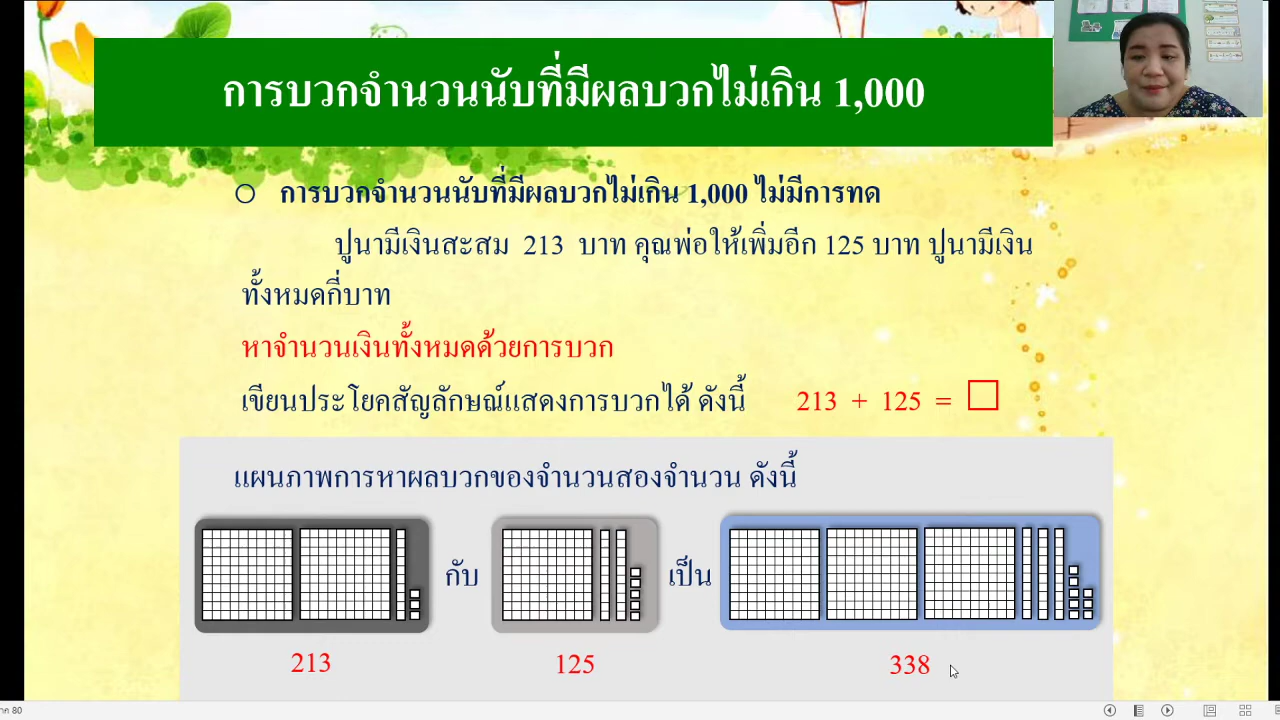 การบวกจำนวนนับที่มีผลบวกไม่เกิน 1,000
การบวกจำนวนนับที่มีผลบวกไม่เกิน 1,000 ไม่มีการทด
ปูนามีเงินสะสม 213 บาท คุณพ่อให้เพิ่มอีก 125 บาท ปูนามีเงิน
ทั้งหมดกี่บาท
หาจำนวนเงินทั้งหมดด้วยการบวก
เขียนประโยคสัญลักษณ์แสดงการบวกได้ ดังนี้ 213 + 125 = □
แผนภาพการหาผลบวกของจำนวนสองจำนวน ดังนี้
กับ เป็น
213 125 338
80